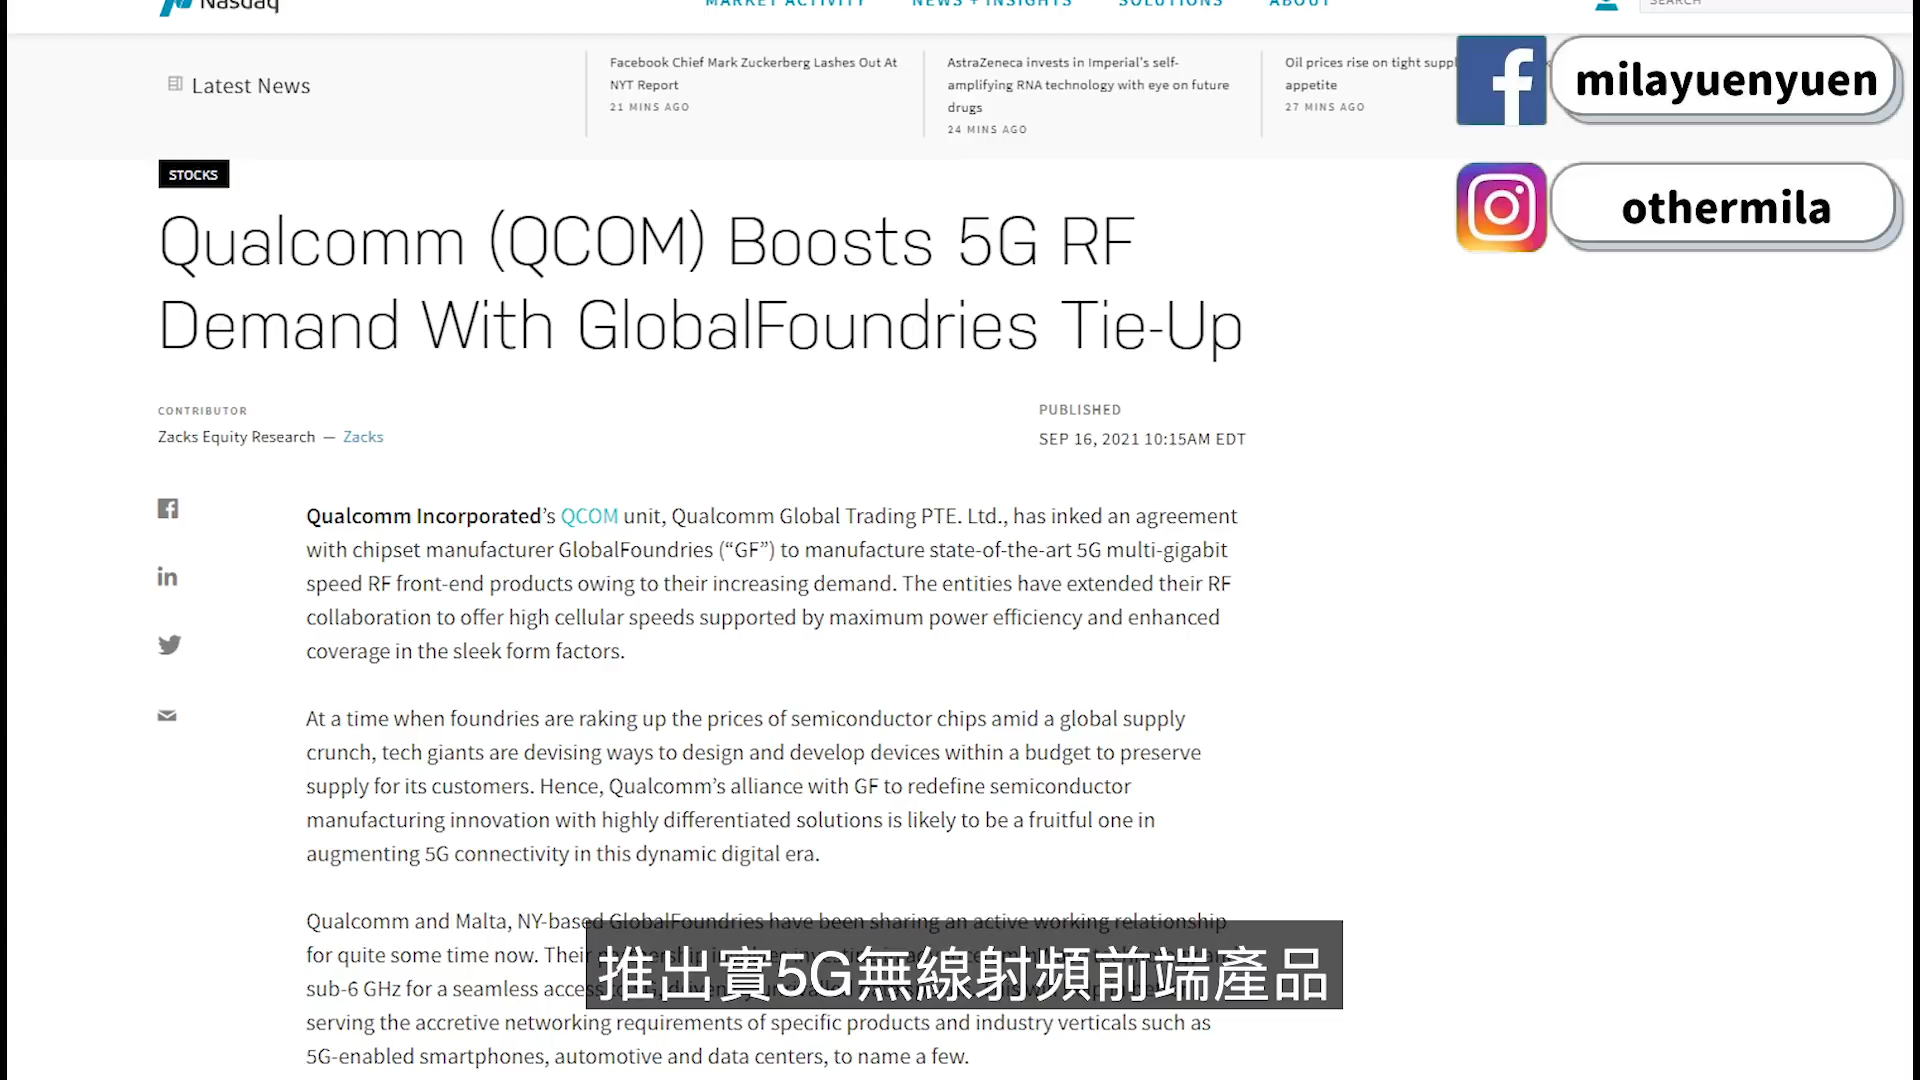 Nasdaq
MARKET ACTIVITY NEWS + INSIGHTS SOLUTIONS ABOUT SEARCH
Latest News
Facebook Chief Mark Zuckerberg Lashes Out At
NYT Report
21 MINS AGO
AstraZeneca invests in Imperial's self-
amplifying RNA technology with eye on future
drugs
24 MINS AGO
Oil prices rise on tight
appetite
27 MINS AGO
milayuenyuen
othermila
STOCKS
Qualcomm (QCOM) Boosts 5G RF
Demand With GlobalFoundries Tie-Up
CONTRIBUTOR
Zacks Equity Research — Zacks
PUBLISHED
SEP 16, 2021 10:15AM EDT
Qualcomm Incorporated’s QCOM unit, Qualcomm Global Trading PTE. Ltd., has inked an agreement
with chipset manufacturer GlobalFoundries (“GF”) to manufacture state-of-the-art 5G multi-gigabit
speed RF front-end products owing to their increasing demand. The entities have extended their RF
collaboration to offer high cellular speeds supported by maximum power efficiency and enhanced
coverage in the sleek form factors.
At a time when foundries are raking up the prices of semiconductor chips amid a global supply
crunch, tech giants are devising ways to design and develop devices within a budget to preserve
supply for its customers. Hence, Qualcomm’s alliance with GF to redefine semiconductor
manufacturing innovation with highly differentiated solutions is likely to be a fruitful one in
augmenting 5G connectivity in this dynamic digital era.
Qualcomm and Malta, NY-based GlobalFoundries have been sharing an active working relationship
for quite some time now. Their
sub-6 GHz for a seamless access
serving the accretive networking requirements of specific products and industry verticals such as
5G-enabled smartphones, automotive and data centers, to name a few.
推出實5G無線射頻前端產品